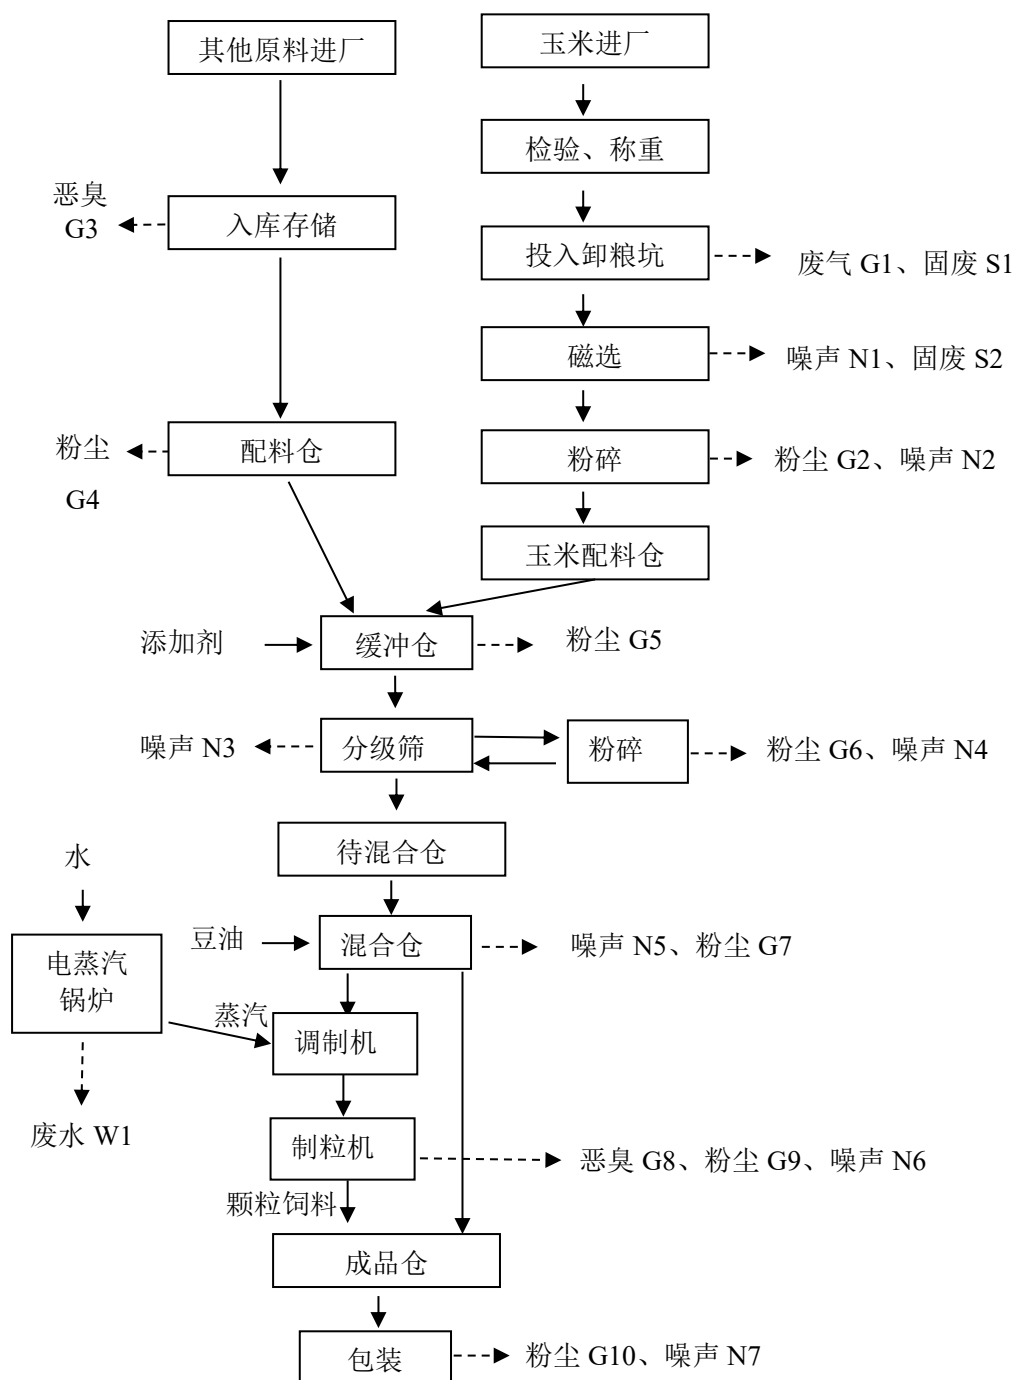 其他原料进厂
玉米进厂
检验、称重
恶臭
G3
入库存储
投入卸粮坑
废气 G1、固废 S1
磁选
噪声 N1、固废 S2
粉尘
G4
配料仓
粉碎
粉尘 G2、噪声 N2
玉米配料仓
添加剂
缓冲仓
粉尘 G5
噪声 N3
分级筛
粉碎
粉尘 G6、噪声 N4
待混合仓
水
豆油
混合仓
噪声 N5、粉尘 G7
电蒸汽
锅炉
蒸汽
调制机
废水 W1
制粒机
恶臭 G8、粉尘 G9、噪声 N6
颗粒饲料
成品仓
包装
粉尘 G10、噪声 N7